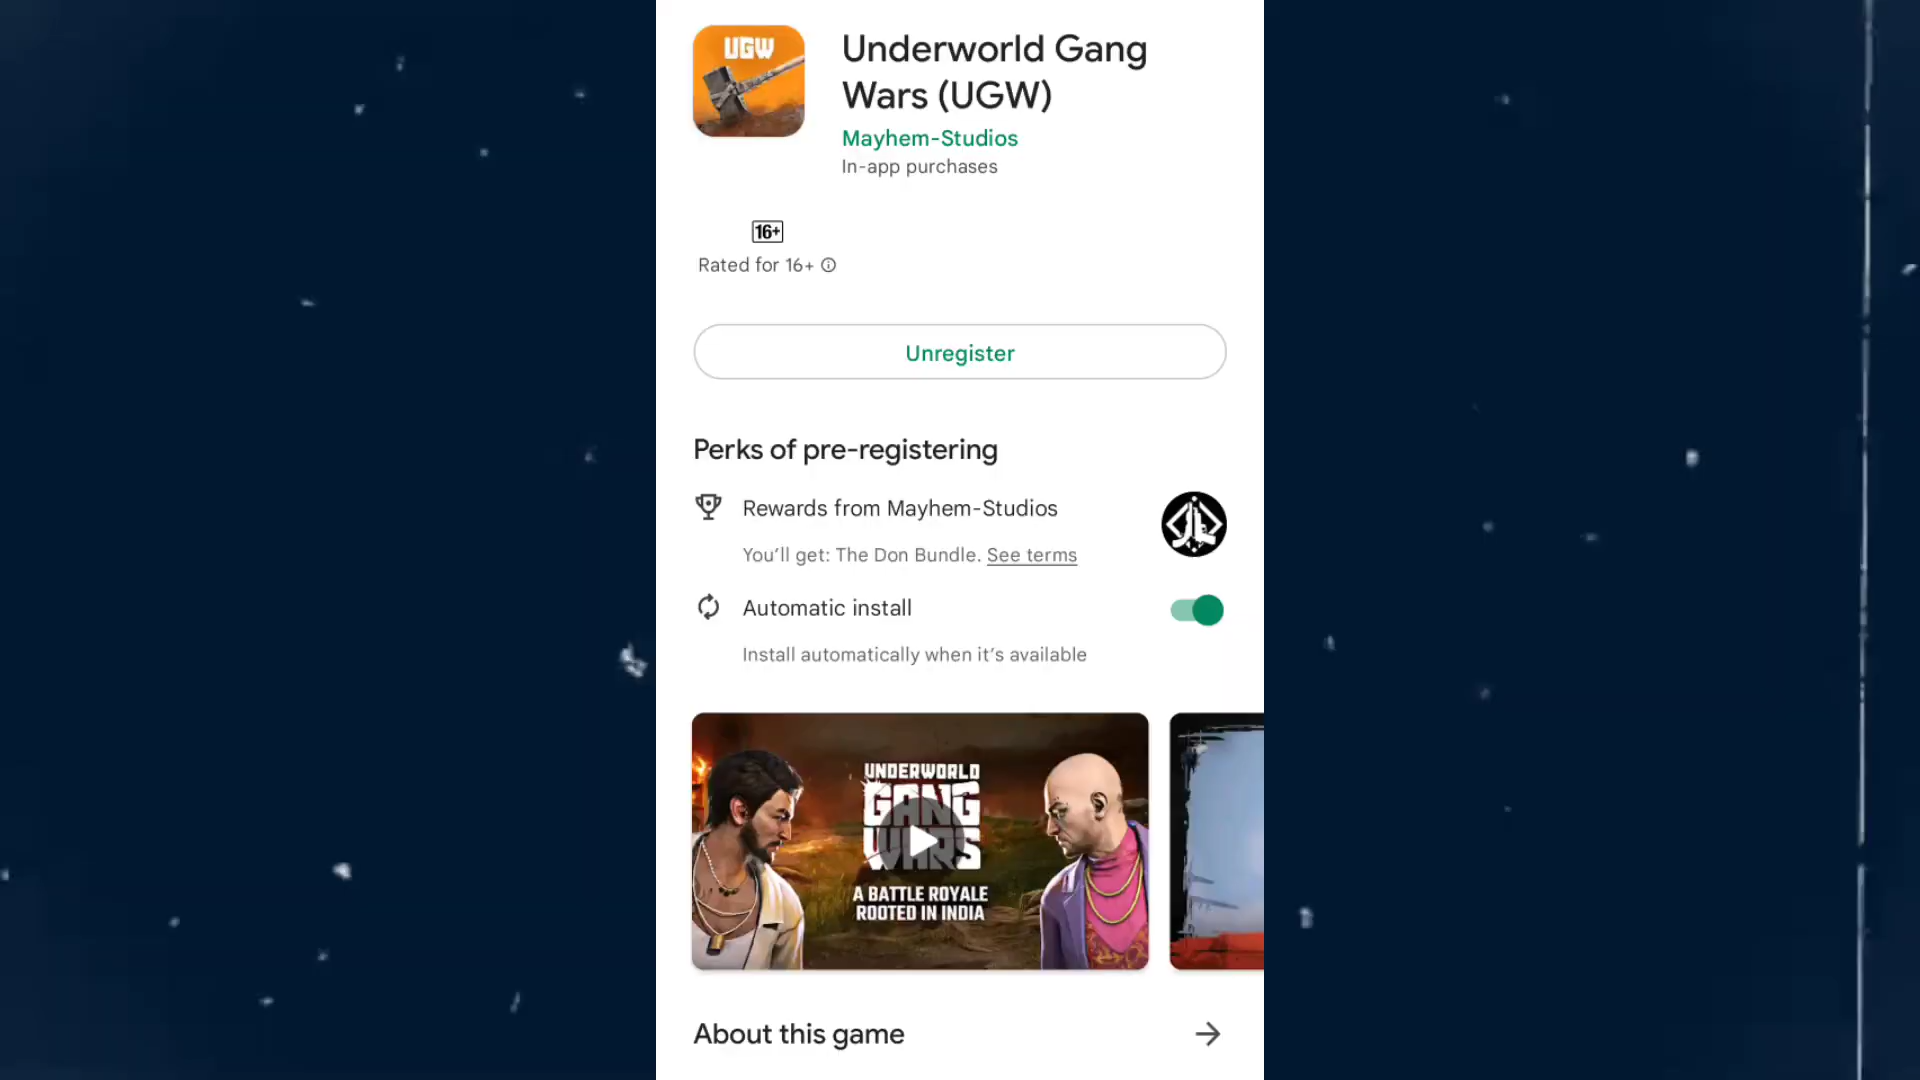 UGW
Underworld Gang
Wars (UGW)
Mayhem-Studios
In-app purchases
16+
Rated for 16+
Unregister
Perks of pre-registering
Rewards from Mayhem-Studios
You'll get: The Don Bundle. See terms
Automatic install
Install automatically when it's available
UNDERWORLD
GANG
WARS
A BATTLE ROYALE
ROOTED IN INDIA
About this game